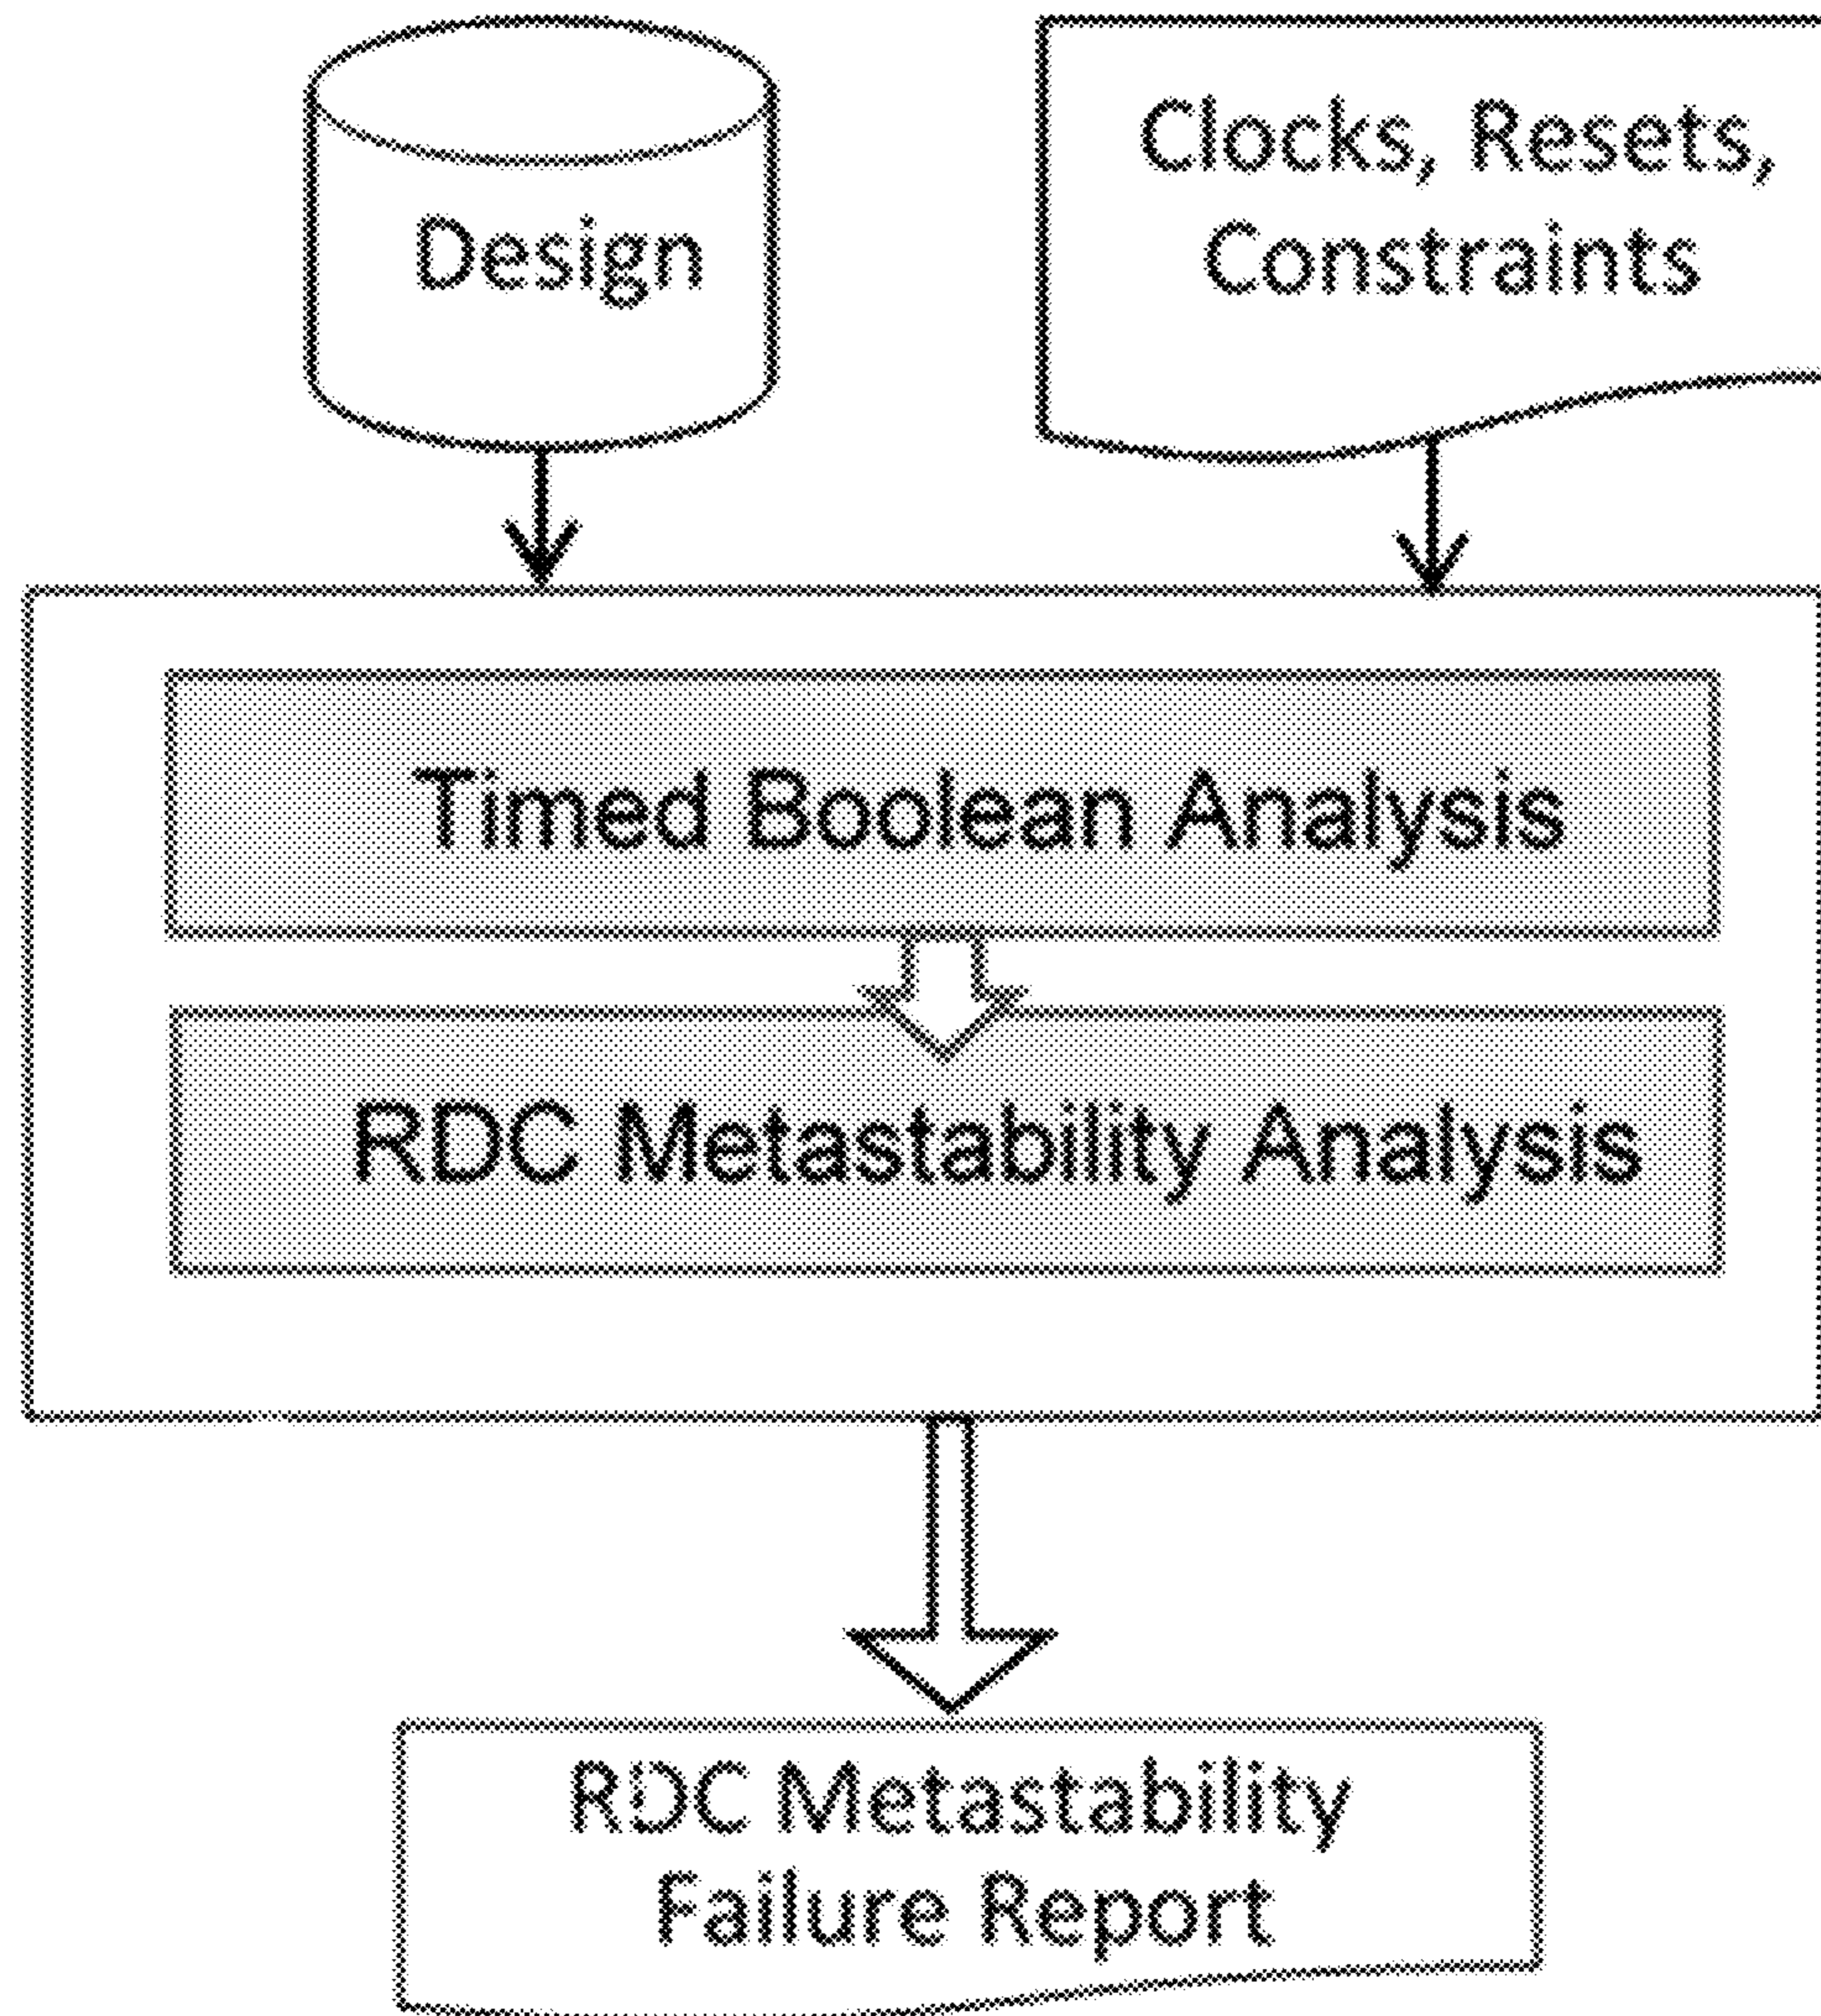 Design
Clocks, Resets,
Constraints
Timed Boolean Analysis
RDC Metastability Analysis
RDC Metastability
Failure Report